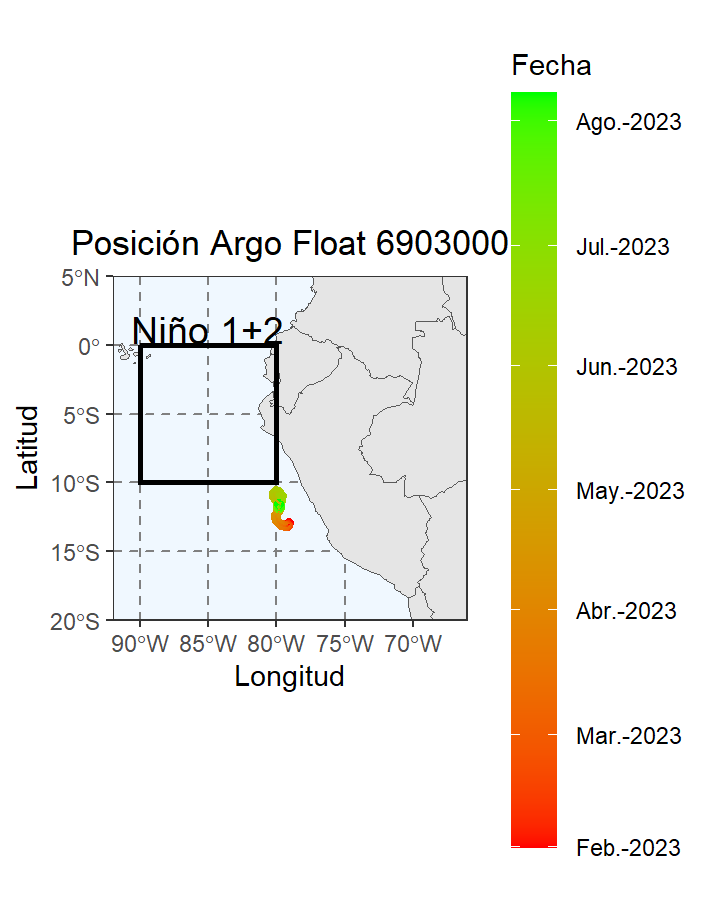 Fecha
Ago.-2023
Jul.-2023
Jun.-2023
May.-2023
Abr.-2023
Mar.-2023
Feb.-2023
Posición Argo Float 6903000
Niño 1+2
5°N
0°
5°S
10°S
15°S
20°S
Latitud
90°W 85°W 80°W 75°W 70°W
Longitud